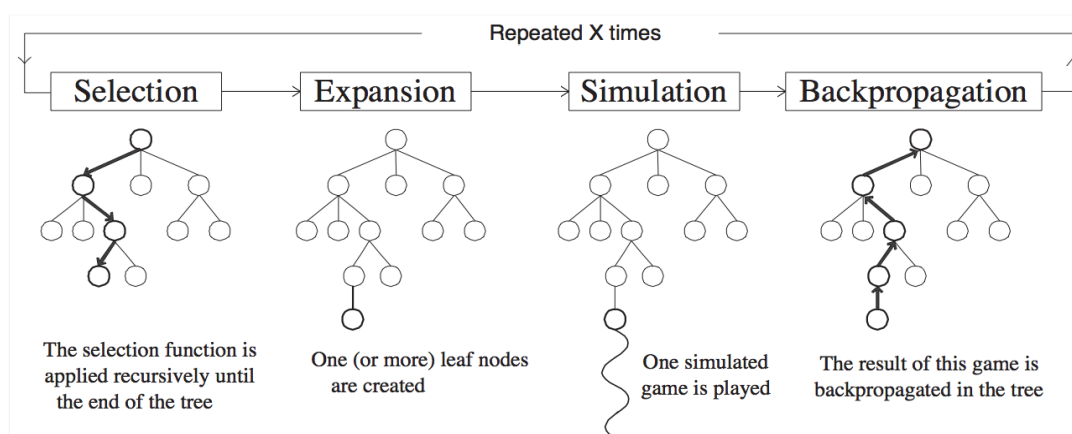 Repeated X times
Selection
Expansion
Simulation
Backpropagation
The selection function is
applied recursively until
the end of the tree
One (or more) leaf nodes
are created
One simulated
game is played
The result of this game is
backpropagated in the tree